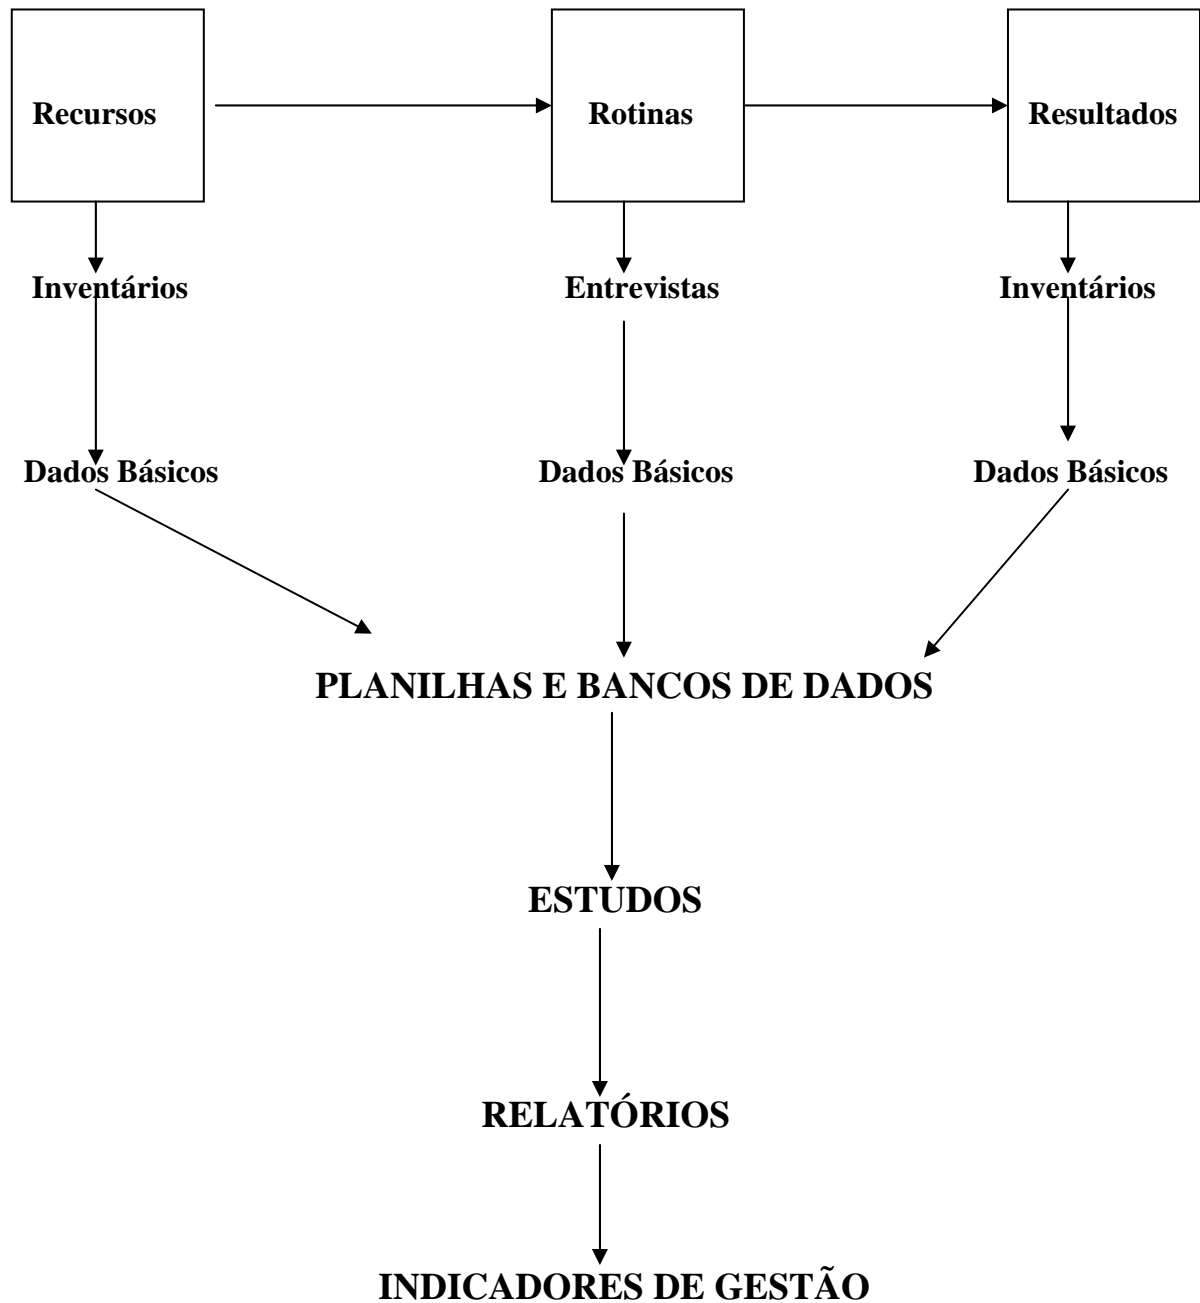 Recursos Rotinas Resultados
Inventários Entrevistas Inventários
Dados Básicos Dados Básicos Dados Básicos
PLANILHAS E BANCOS DE DADOS
ESTUDOS
RELATÓRIOS
INDICADORES DE GESTÃO